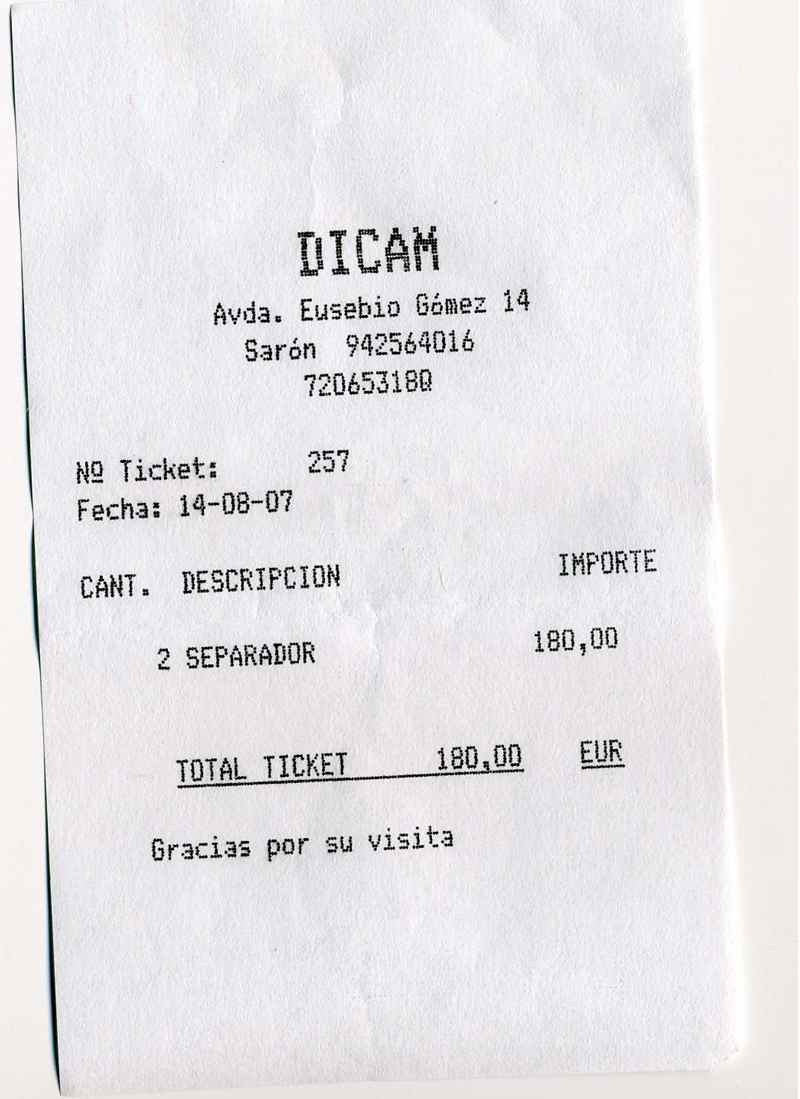 DICAM
Avda. Eusebio Gómez 14
Sarón 942564016
72065318Q
Nº Ticket: 257
Fecha: 14-08-07
CANT. DESCRIPCION IMPORTE
2 SEPARADOR 180,00
TOTAL TICKET 180,00 EUR
Gracias por su visita